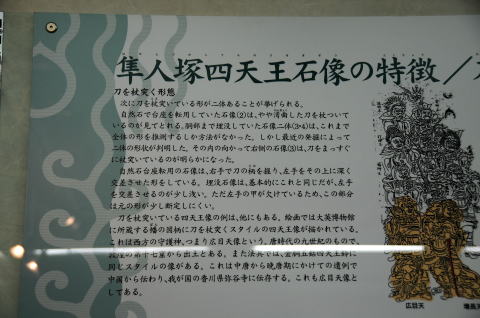 隼人塚四天王石像の特徴／
刀を杖突く形態
次に刀を杖突いている形が二体あることが挙げられる。
自然石で台座を転用していた石像(2)は、やや湾曲した刀を杖ついて
いるのが見てとれる。胴部まで埋没していた石像二体(3・4)は、これまで
全体の形を推測するしか方法がなかった。しかし最近の発掘によって
二体の形状が判明した。その内の向かって右側の石像(3)は、刀をまっす
ぐに杖突いているのが明らかになった。
自然石台座転用の石像は、右手で刀の柄を握り、左手をその上に深く
交差させた形をしている。埋没石像は、基本的にこれと同じだが、左手
を交差させるのが少し浅い。ただ左手の甲が欠けているため、この部分
は元の形が少し断定しにくい。
刀を杖突いている四天王像の例は、他にもある。絵画では大英博物館
に所蔵する幡の図柄に刀を杖突くスタイルの四天王像が描かれている。
これは西方の守護神、つまり広目天像という。唐時代の九世紀のもので、
敦煌の第十七窟から出土とある。また法具では、金銅五鈷四天王鈴に
同じスタイルの像がある。これは中唐から晩唐期にかけての遺例で
中国から伝わり、我が国の香川県弥谷寺に伝存する。これも広目天像と
してある。
広目天
増長天